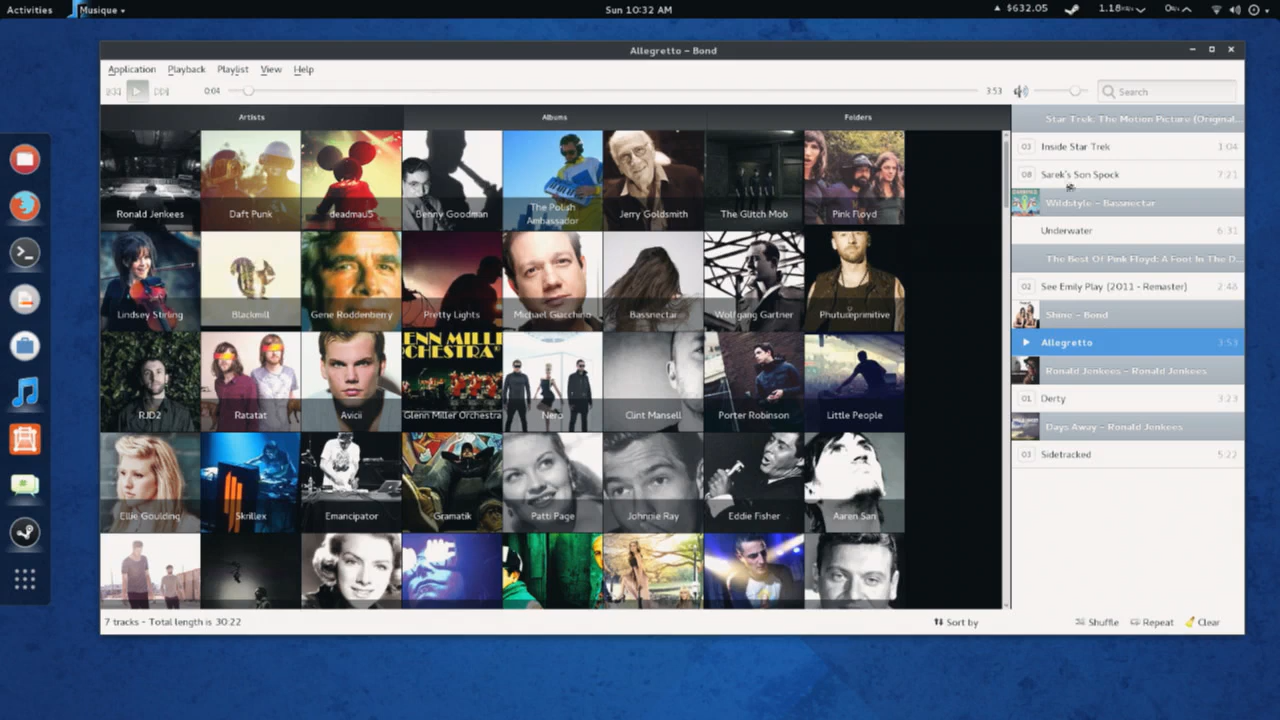 Activities
Musique
Sun 10:32 AM
$632.05
1.18
Allegretto – Bond
Application Playback Playlist View Help
0:04
3:53
Search
Artists
Albums
Folders
Ronald Jenkees
Daft Punk
deadmau5
Benny Goodman
The Polish
Ambassador
Jerry Goldsmith
The Glitch Mob
Pink Floyd
Lindsey Stirling
Blackmill
Gene Roddenberry
Pretty Lights
Michael Giacchino
Bassnectar
Wolfgang Gartner
Phutureprimitive
RJD2
Ratatat
Avicii
GLENN MILLER
ORCHESTRA
Glenn Miller Orchestra
Nero
Clint Mansell
Porter Robinson
Little People
Ellie Goulding
Skrillex
Emancipator
Gramatik
Patti Page
Johnnie Ray
Eddie Fisher
Aaren San
Star Trek: The Motion Picture (Original...
03 Inside Star Trek 1:04
08 Sarek's Son Spock 7:21
Wildstyle – Bassnectar
Underwater 6:31
The Best Of Pink Floyd: A Foot In The D...
02 See Emily Play (2011 - Remaster) 2:48
Shine – Bond
Allegretto 3:53
Ronald Jenkees – Ronald Jenkees
01 Derty 3:23
Days Away – Ronald Jenkees
03 Sidetracked 5:22
7 tracks - Total length is 30:22
Sort by
Shuffle
Repeat
Clear